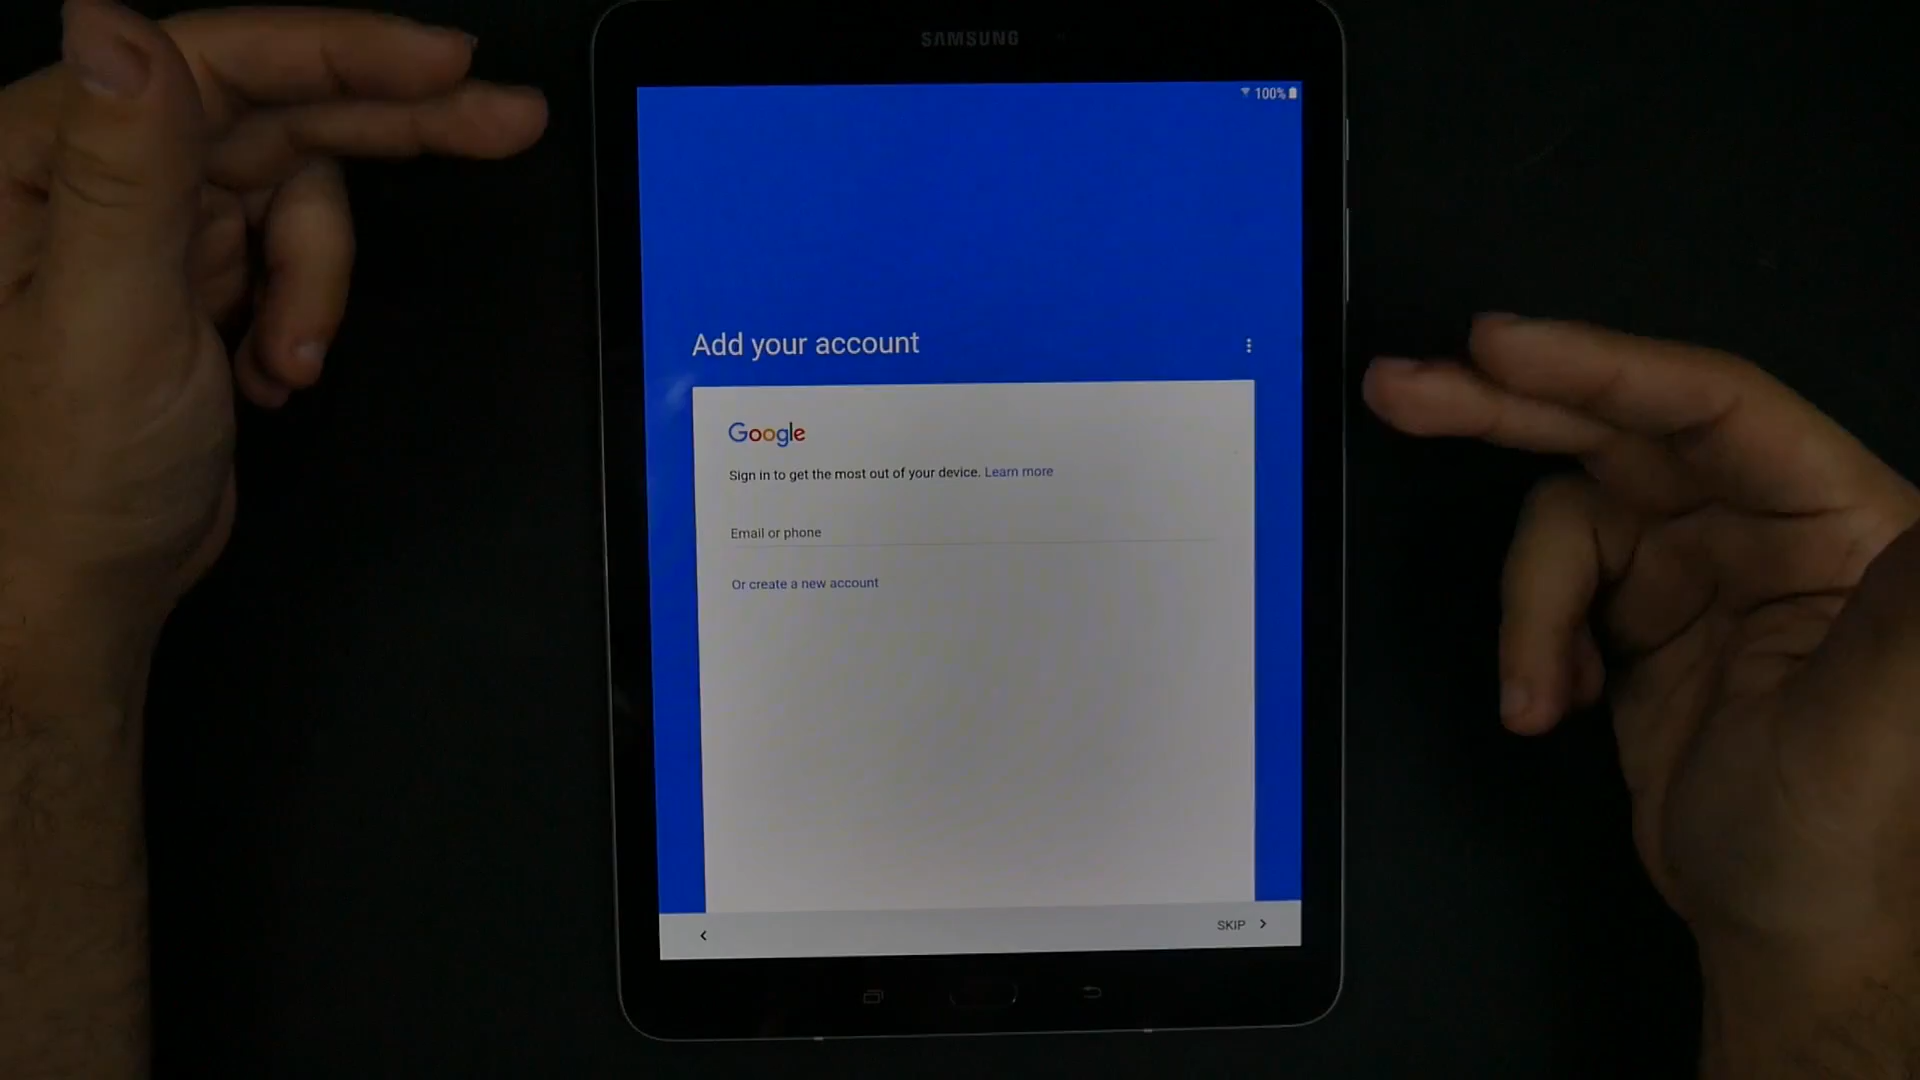 SAMSUNG
100%
Add your account
Google
Sign in to get the most out of your device. Learn more
Email or phone
Or create a new account
SKIP